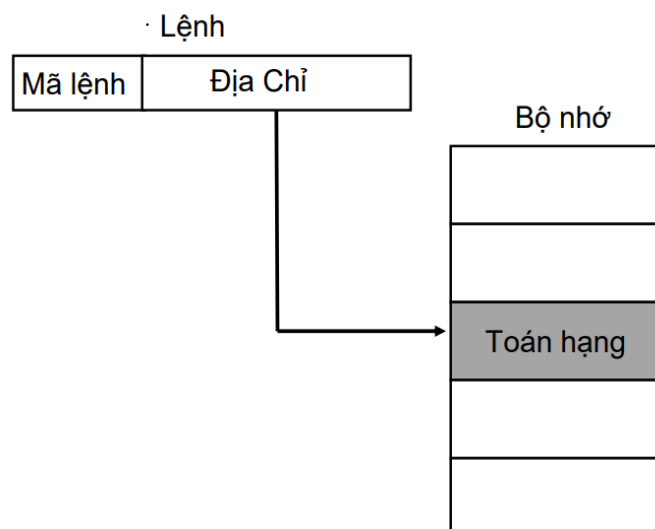 · Lệnh
Mã lệnh
Địa Chỉ
Bộ nhớ
Toán hạng